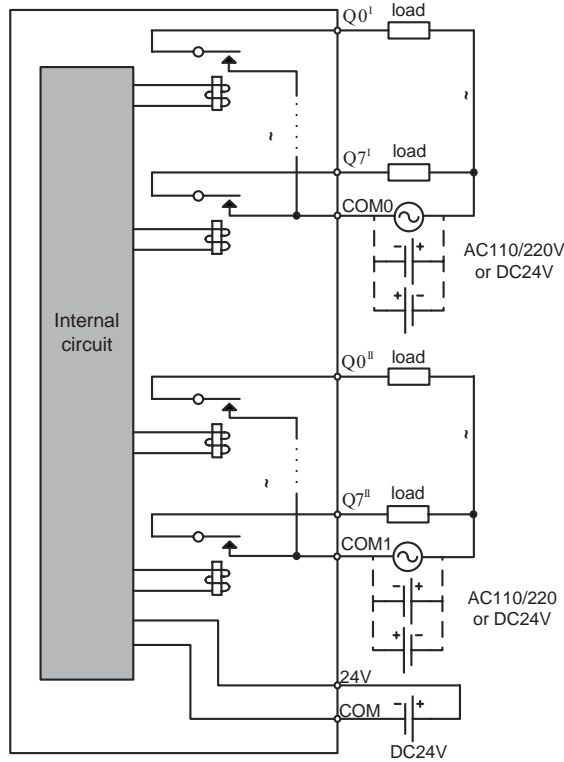 Q0ᴵ load
Q7ᴵ load
COM0
AC110/220V
or DC24V
Internal
circuit
Q0ᴵᴵ load
Q7ᴵᴵ load
COM1
AC110/220
or DC24V
24V
COM
DC24V